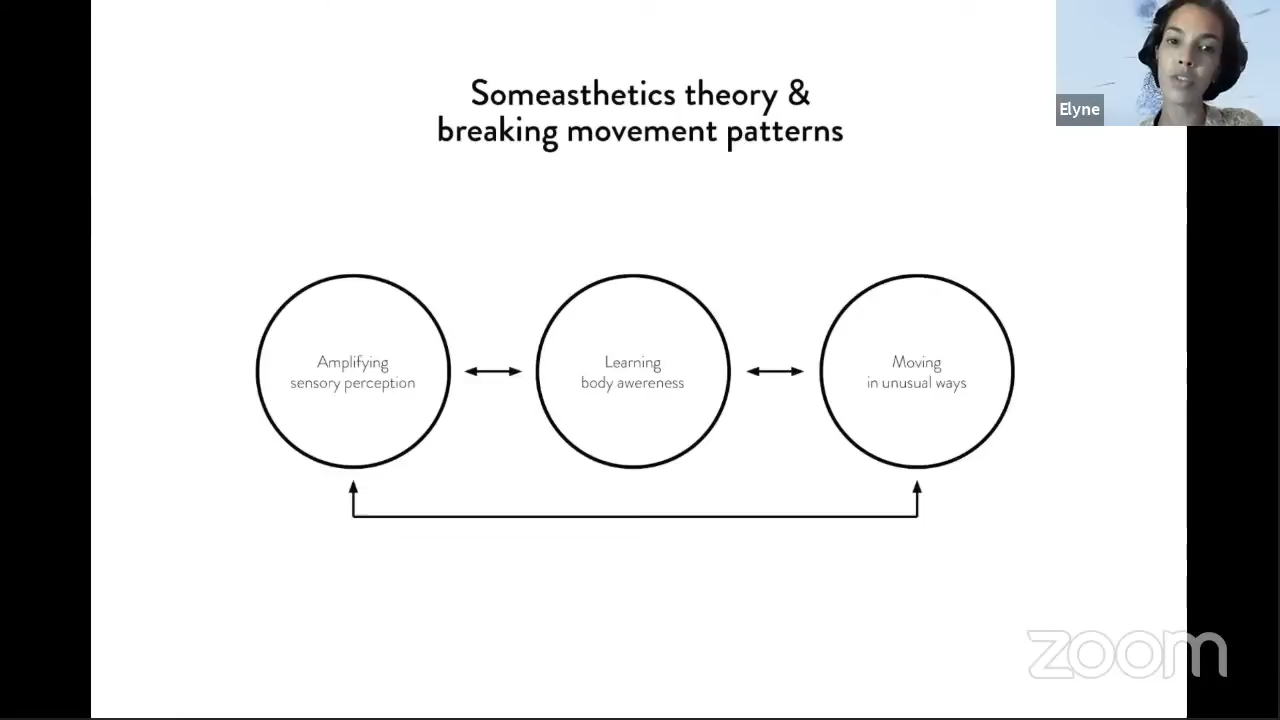 Someasthetics theory &
breaking movement patterns
Elyne
Amplifying
sensory perception
Learning
body awereness
Moving
in unusual ways
zoom